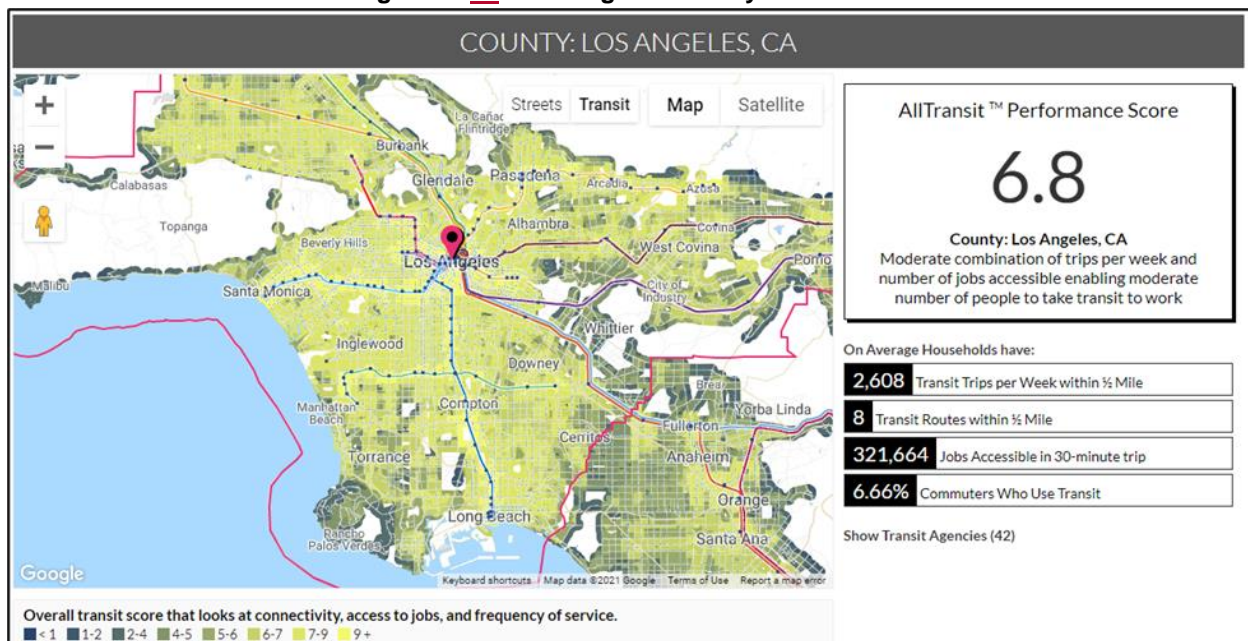 COUNTY: LOS ANGELES, CA
+
−
Streets Transit Map Satellite
La Cañad
Flintridge
Burbank
Glendale
Pasadena
Arcadia
Azusa
Calabasas
Topanga
Alhambra
Covina
Beverly Hills
West Covina
Los Angeles
Pomo
Malibu
Santa Monica
City of
Industry
Whittier
Inglewood
Downey
Brea
Manhattan
Beach
Compton
Yorba Linda
Fullerton
Cerritos
Torrance
Anaheim
Orange
Long Beach
Rancho
Palos Verdes
Santa Ana
Google
Keyboard shortcuts Map data ©2021 Google Terms of Use Report a map error
Overall transit score that looks at connectivity, access to jobs, and frequency of service.
< 1 1-2 2-4 4-5 5-6 6-7 7-9 9 +
AllTransit ™ Performance Score
6.8
County: Los Angeles, CA
Moderate combination of trips per week and
number of jobs accessible enabling moderate
number of people to take transit to work
On Average Households have:
2,608 Transit Trips per Week within ½ Mile
8 Transit Routes within ½ Mile
321,664 Jobs Accessible in 30-minute trip
6.66% Commuters Who Use Transit
Show Transit Agencies (42)